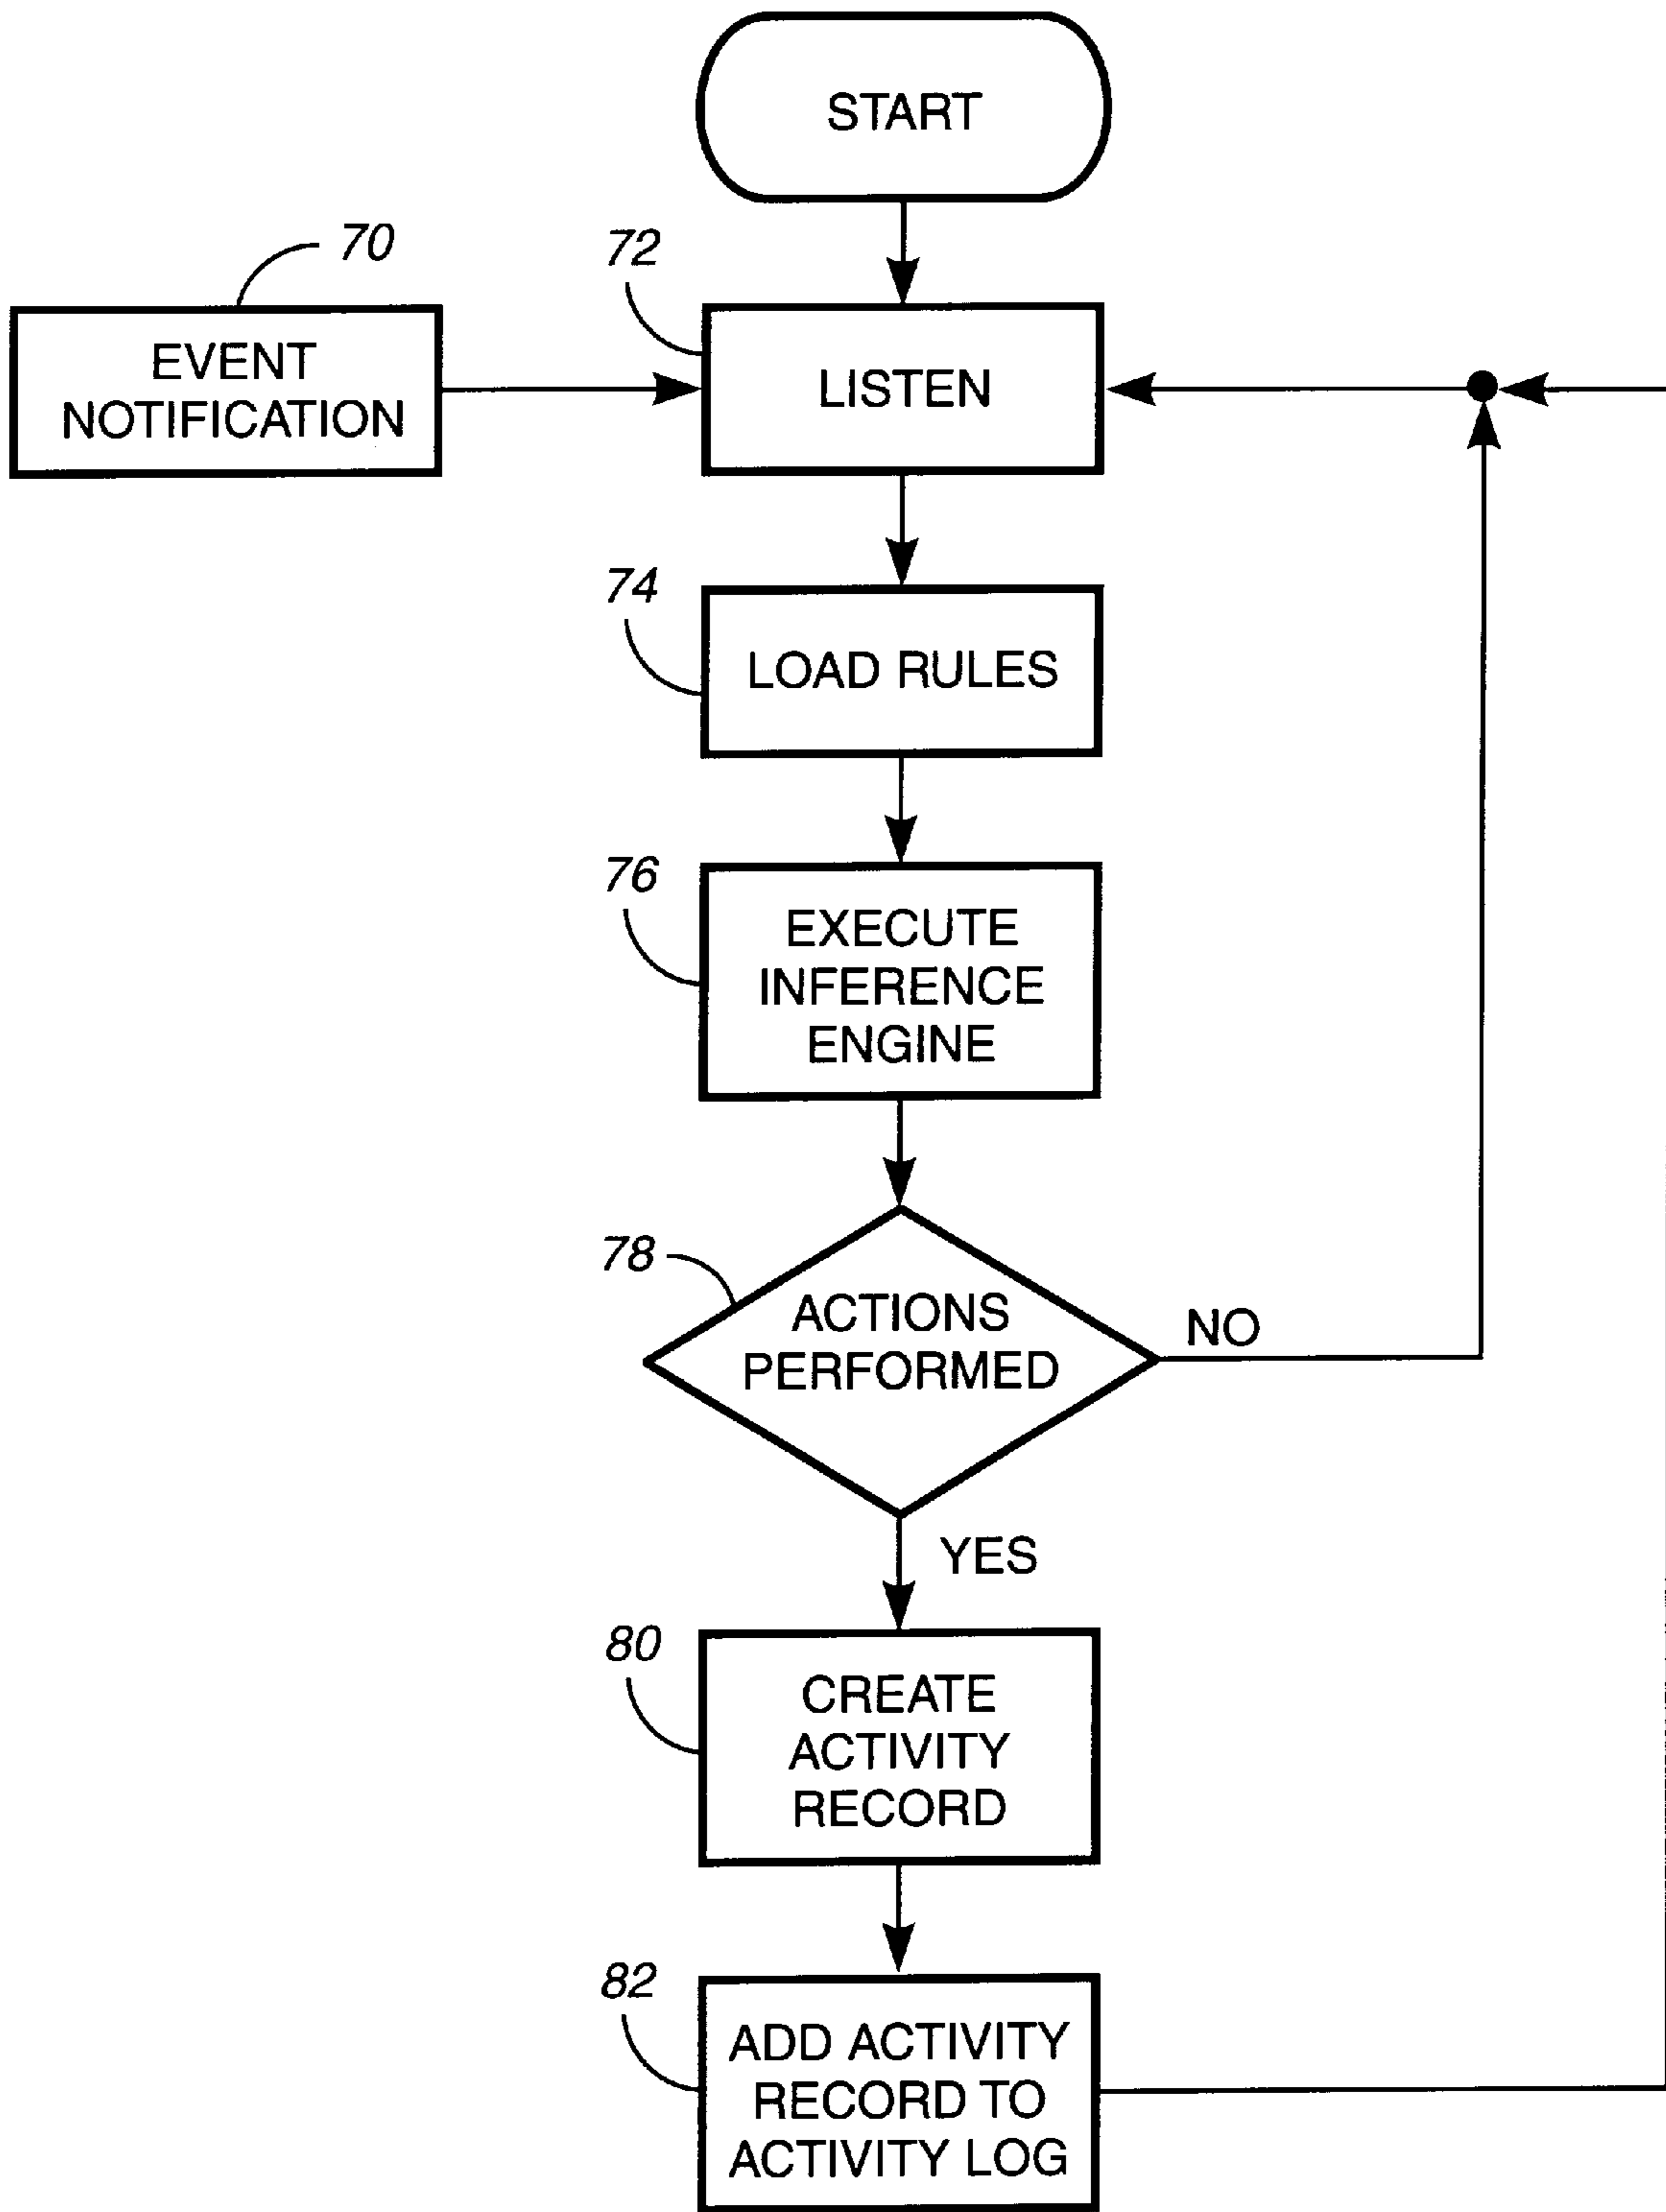 START
70
EVENT
NOTIFICATION
72
LISTEN
74
LOAD RULES
76
EXECUTE
INFERENCE
ENGINE
78
ACTIONS
PERFORMED
NO
YES
80
CREATE
ACTIVITY
RECORD
82
ADD ACTIVITY
RECORD TO
ACTIVITY LOG